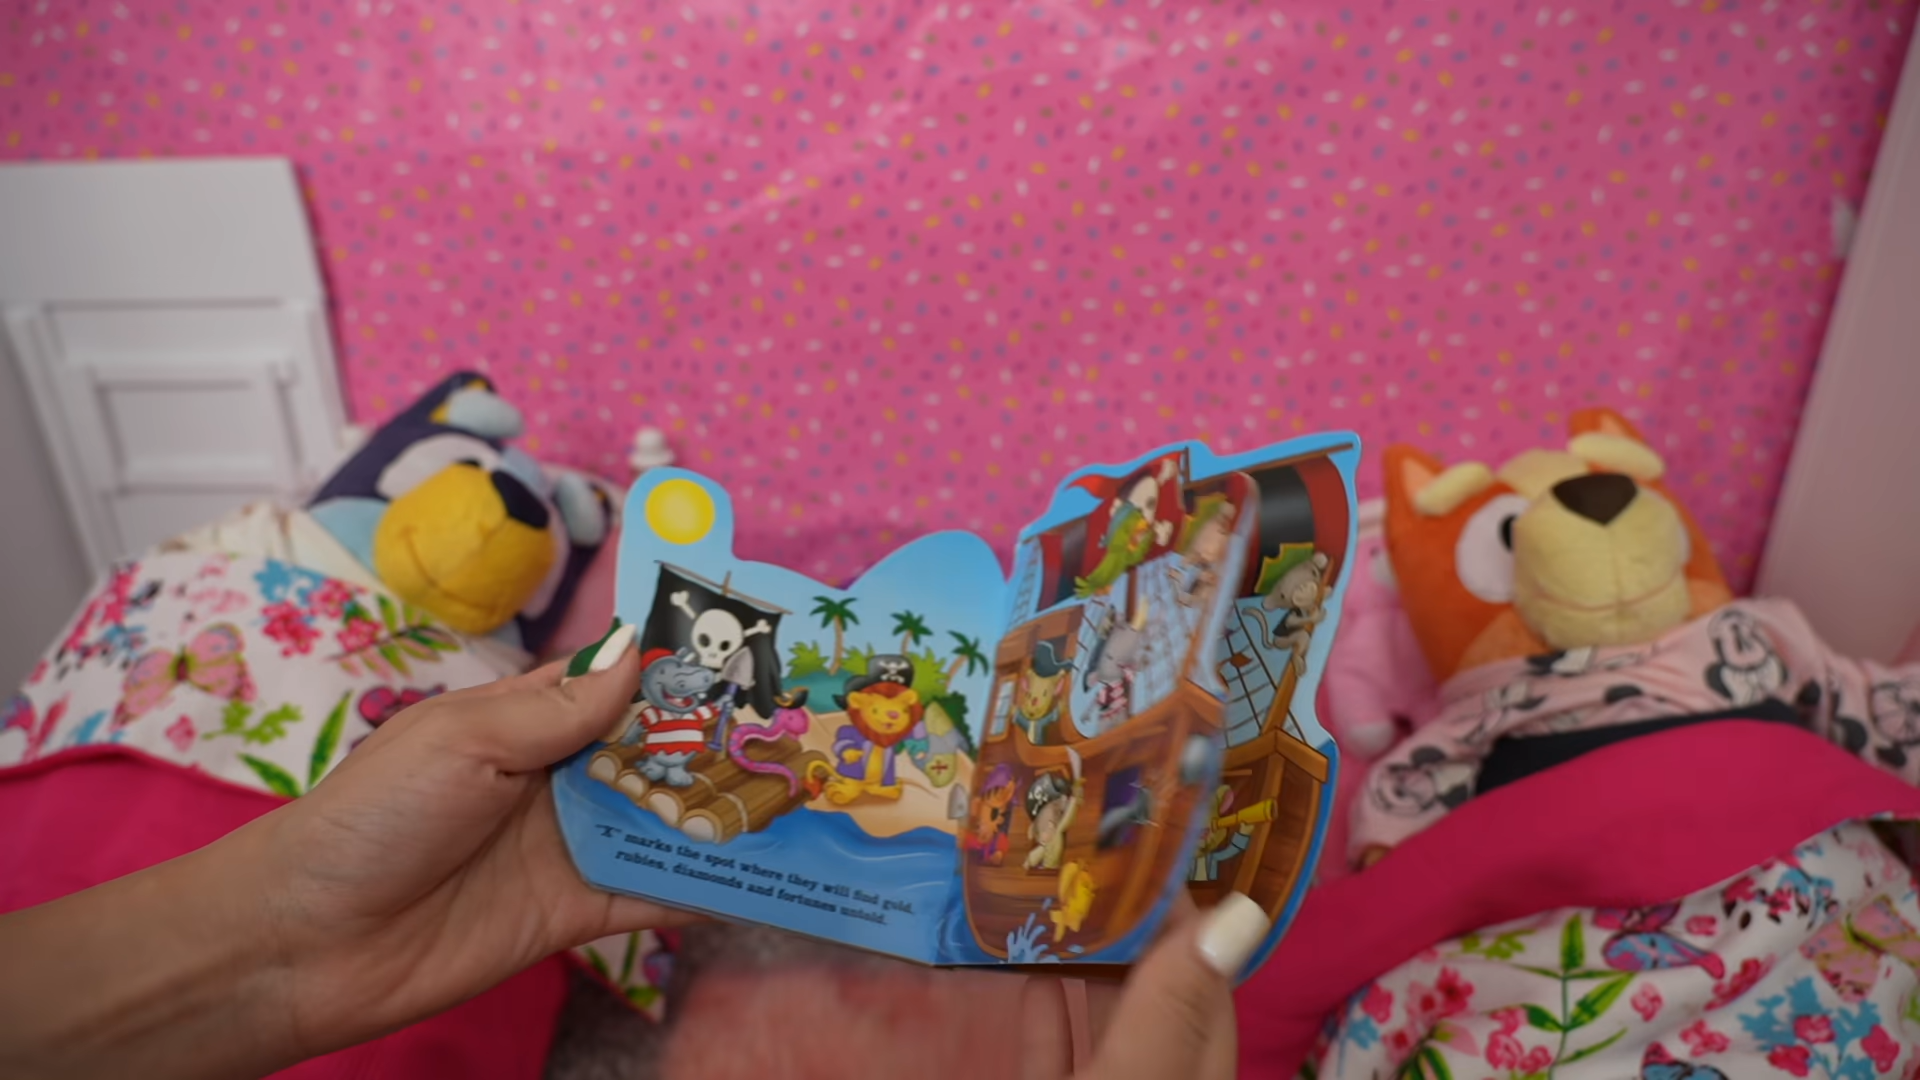 "X" marks the spot where they will find gold,
rubies, diamonds and fortunes untold.